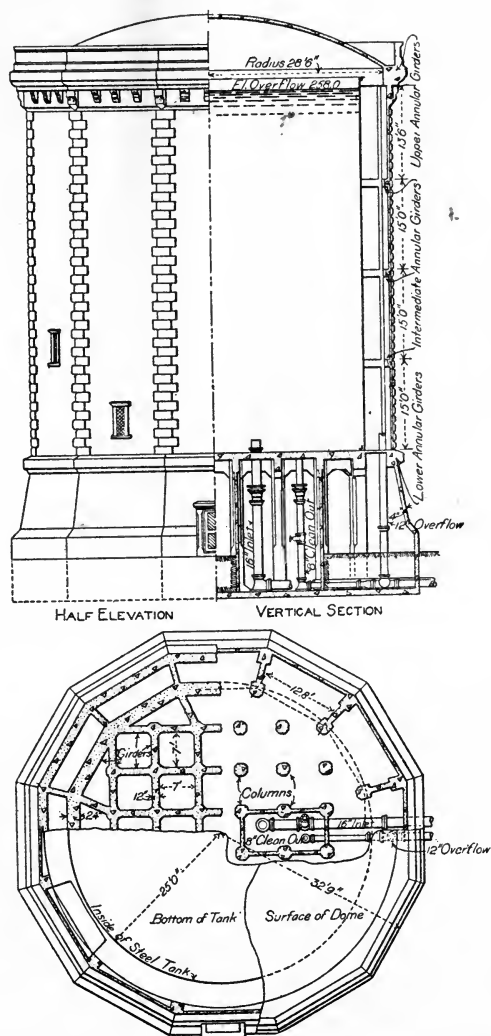 Radius 28'6"
El. Overflow 258.0
Upper Annular Girders
13'6"
15'0"
Intermediate Annular Girders
15'0"
15'0"
Lower Annular Girders
4"
12" Overflow
16" Inlet
8" Clean Out
HALF ELEVATION
VERTICAL SECTION
12.8'
Girders
7'
12"
7'
Columns
24"
16" Inlet
8" Clean Out
12" Overflow
25'0"
32'9"
Bottom of Tank
Surface of Dome
Inside of Steel Tank